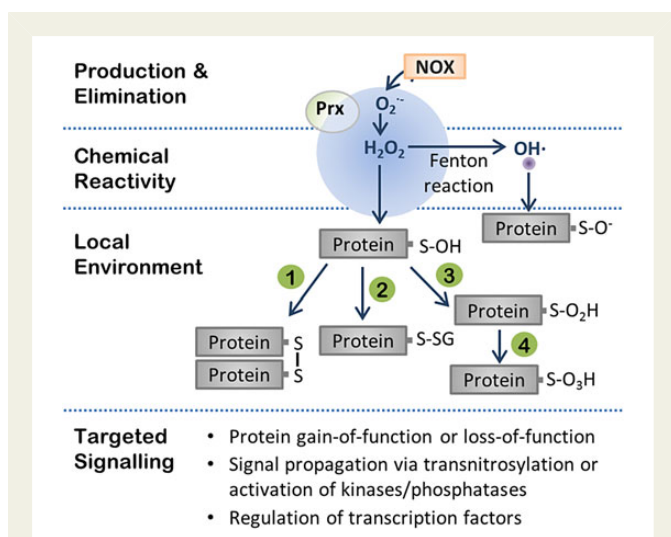 Production &
Elimination
NOX
Prx
O₂˙⁻
Chemical
Reactivity
H₂O₂
Fenton
reaction
OH·
Local
Environment
Protein S-OH
Protein S-O⁻
1
2
3
Protein S
Protein S
Protein S-SG
Protein S-O₂H
4
Protein S-O₃H
Targeted
Signalling
• Protein gain-of-function or loss-of-function
• Signal propagation via transnitrosylation or
activation of kinases/phosphatases
• Regulation of transcription factors